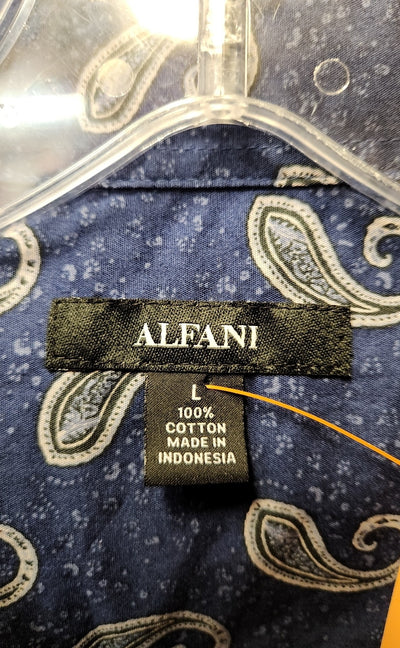 ALFANI
L
100%
COTTON
MADE IN
INDONESIA